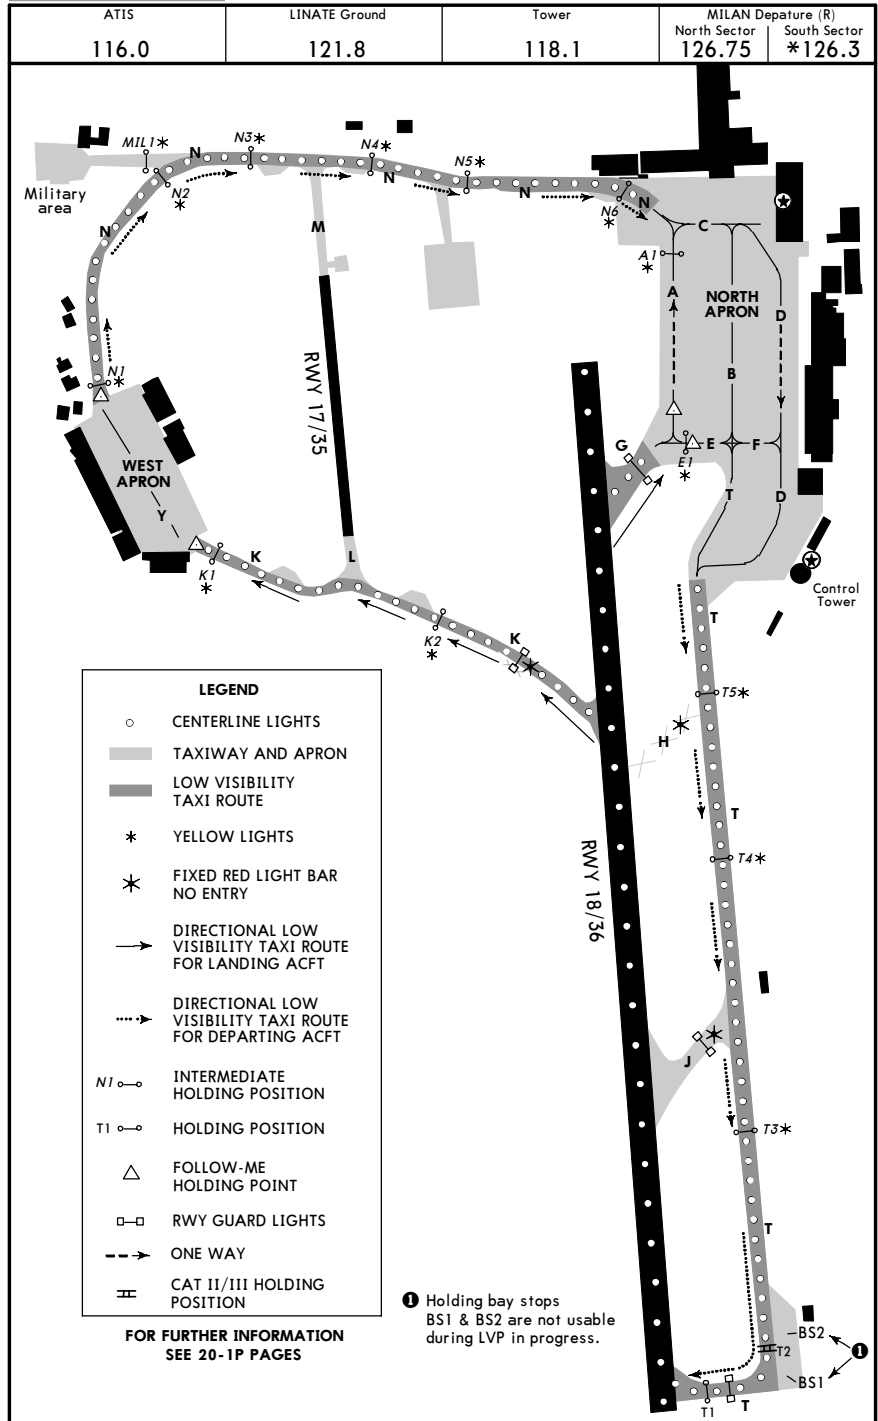 ATIS
LINATE Ground
Tower
MILAN Depature (R)
North Sector
South Sector
116.0
121.8
118.1
126.75
*126.3
MIL1*
N
N3*
N4*
N
N5*
N
N
N2
*
N6
*
Military
area
N
M
C
A1
*
A
NORTH
APRON
D
B
N1
*
RWY 17/35
G
E
F
E1
*
WEST
APRON
Y
T
D
K1
*
K
L
Control
Tower
K2
*
K
T
T5*
H
T
RWY 18/36
T4*
J
T3*
T
LEGEND
CENTERLINE LIGHTS
TAXIWAY AND APRON
LOW VISIBILITY
TAXI ROUTE
YELLOW LIGHTS
FIXED RED LIGHT BAR
NO ENTRY
DIRECTIONAL LOW
VISIBILITY TAXI ROUTE
FOR LANDING ACFT
DIRECTIONAL LOW
VISIBILITY TAXI ROUTE
FOR DEPARTING ACFT
N1
INTERMEDIATE
HOLDING POSITION
T1
HOLDING POSITION
FOLLOW-ME
HOLDING POINT
RWY GUARD LIGHTS
ONE WAY
CAT II/III HOLDING
POSITION
FOR FURTHER INFORMATION
SEE 20-1P PAGES
1 Holding bay stops
BS1 & BS2 are not usable
during LVP in progress.
BS2
T2
1
BS1
T1
T